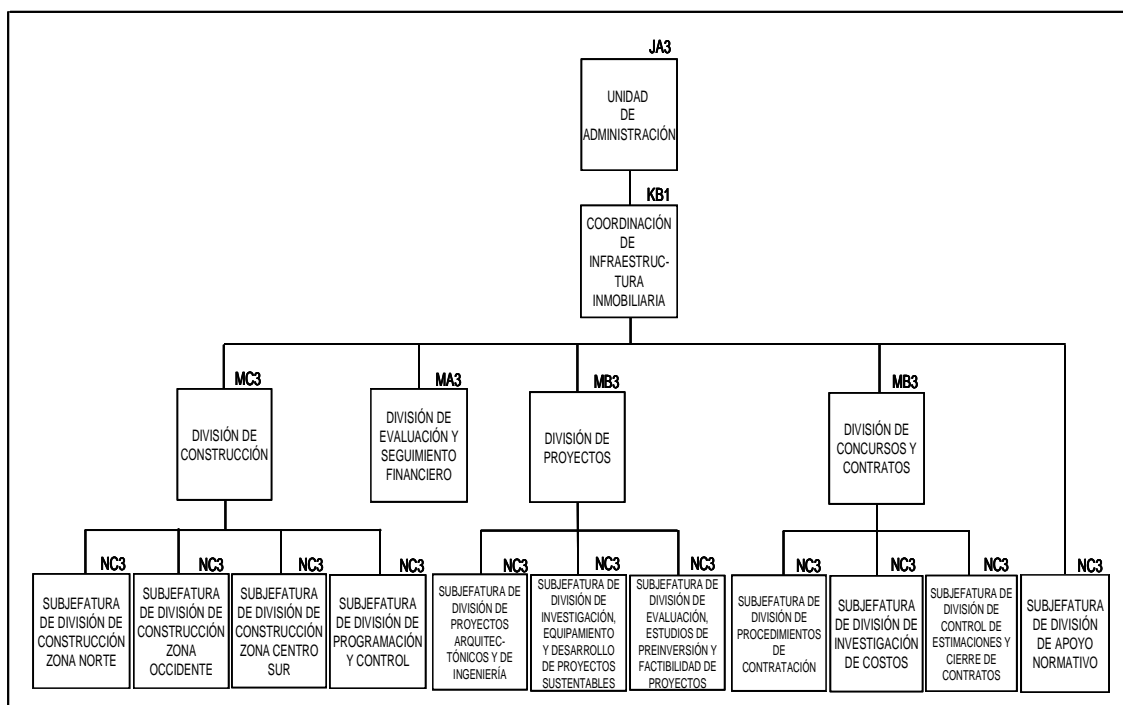 JA3
UNIDAD
DE
ADMINISTRACIÓN
KB1
COORDINACIÓN
DE
INFRAESTRUC-
TURA
INMOBILIARIA
MC3
DIVISIÓN DE
CONSTRUCCIÓN
MA3
DIVISIÓN DE
EVALUACIÓN Y
SEGUIMIENTO
FINANCIERO
MB3
DIVISIÓN DE
PROYECTOS
MB3
DIVISIÓN DE
CONCURSOS Y
CONTRATOS
NC3
SUBJEFATURA
DE DIVISIÓN DE
CONSTRUCCIÓN
ZONA NORTE
NC3
SUBJEFATURA
DE DIVISIÓN DE
CONSTRUCCIÓN
ZONA
OCCIDENTE
NC3
SUBJEFATURA
DE DIVISIÓN DE
CONSTRUCCIÓN
ZONA CENTRO
SUR
NC3
SUBJEFATURA
DE DIVISIÓN DE
PROGRAMACIÓN
Y CONTROL
NC3
SUBJEFATURA DE
DIVISIÓN DE
PROYECTOS
ARQUITEC-
TÓNICOS Y DE
INGENIERÍA
NC3
SUBJEFATURA DE
DIVISIÓN DE
INVESTIGACIÓN,
EQUIPAMIENTO
Y DESARROLLO
DE PROYECTOS
SUSTENTABLES
NC3
SUBJEFATURA DE
DIVISIÓN DE
EVALUACIÓN,
ESTUDIOS DE
PREINVERSIÓN Y
FACTIBILIDAD DE
PROYECTOS
NC3
SUBJEFATURA DE
DIVISIÓN DE
PROCEDIMIENTOS
DE
CONTRATACIÓN
NC3
SUBJEFATURA
DE DIVISIÓN DE
INVESTIGACIÓN
DE COSTOS
NC3
SUBJEFATURA DE
DIVISIÓN DE
CONTROL DE
ESTIMACIONES Y
CIERRE DE
CONTRATOS
NC3
SUBJEFATURA
DE DIVISIÓN
DE APOYO
NORMATIVO